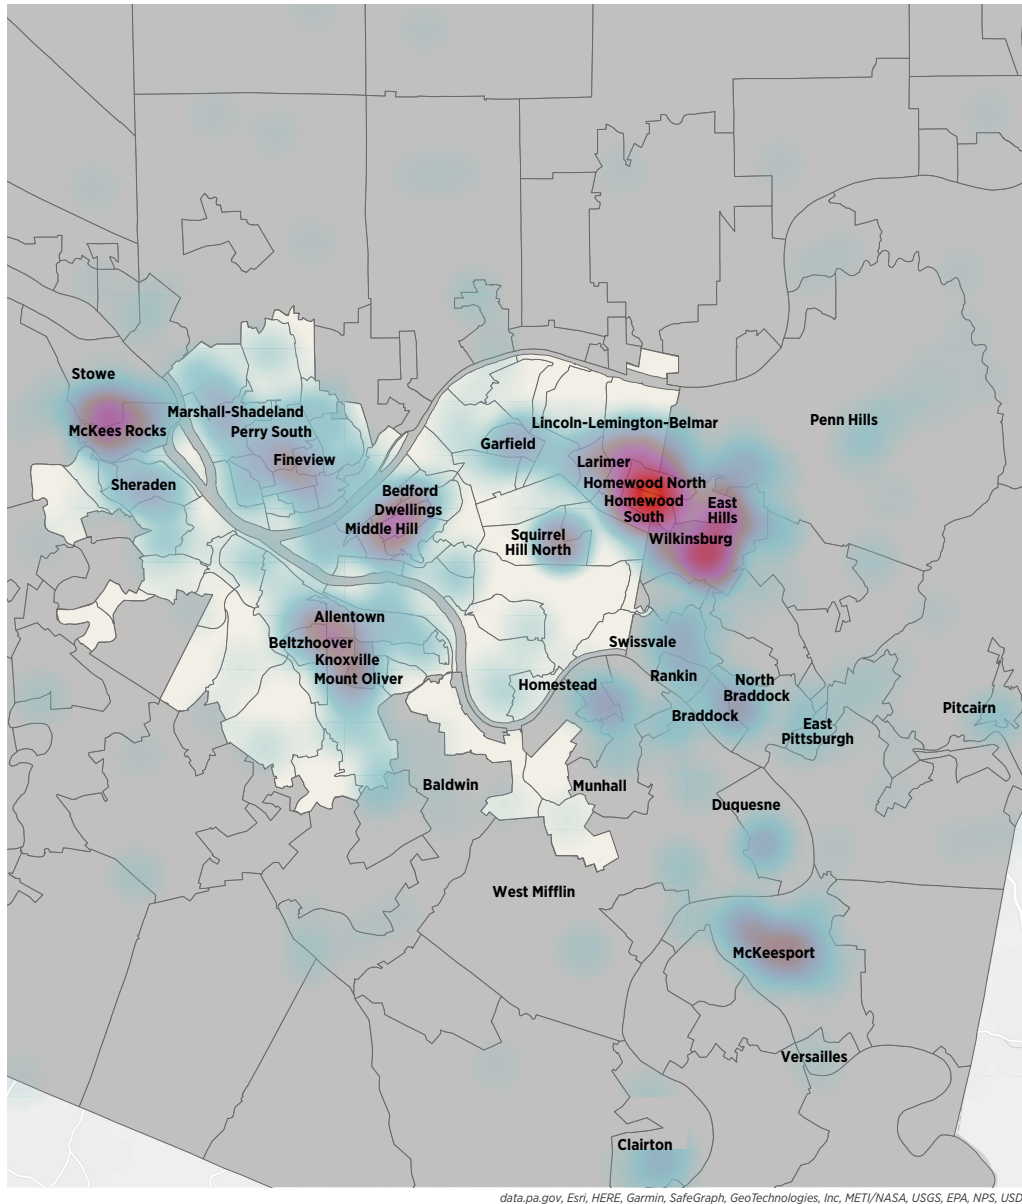 Stowe
McKees Rocks
Marshall-Shadeland
Perry South
Fineview
Sheraden
Bedford
Dwellings
Middle Hill
Garfield
Lincoln-Lemington-Belmar
Larimer
Homewood North
Homewood
South
East
Hills
Wilkinsburg
Squirrel
Hill North
Penn Hills
Allentown
Beltzhoover
Knoxville
Mount Oliver
Swissvale
Homestead
Rankin
North
Braddock
Braddock
East
Pittsburgh
Pitcairn
Baldwin
Munhall
Duquesne
West Mifflin
McKeesport
Versailles
Clairton
data.pa.gov, Esri, HERE, Garmin, SafeGraph, GeoTechnologies, Inc, METI/NASA, USGS, EPA, NPS, USD